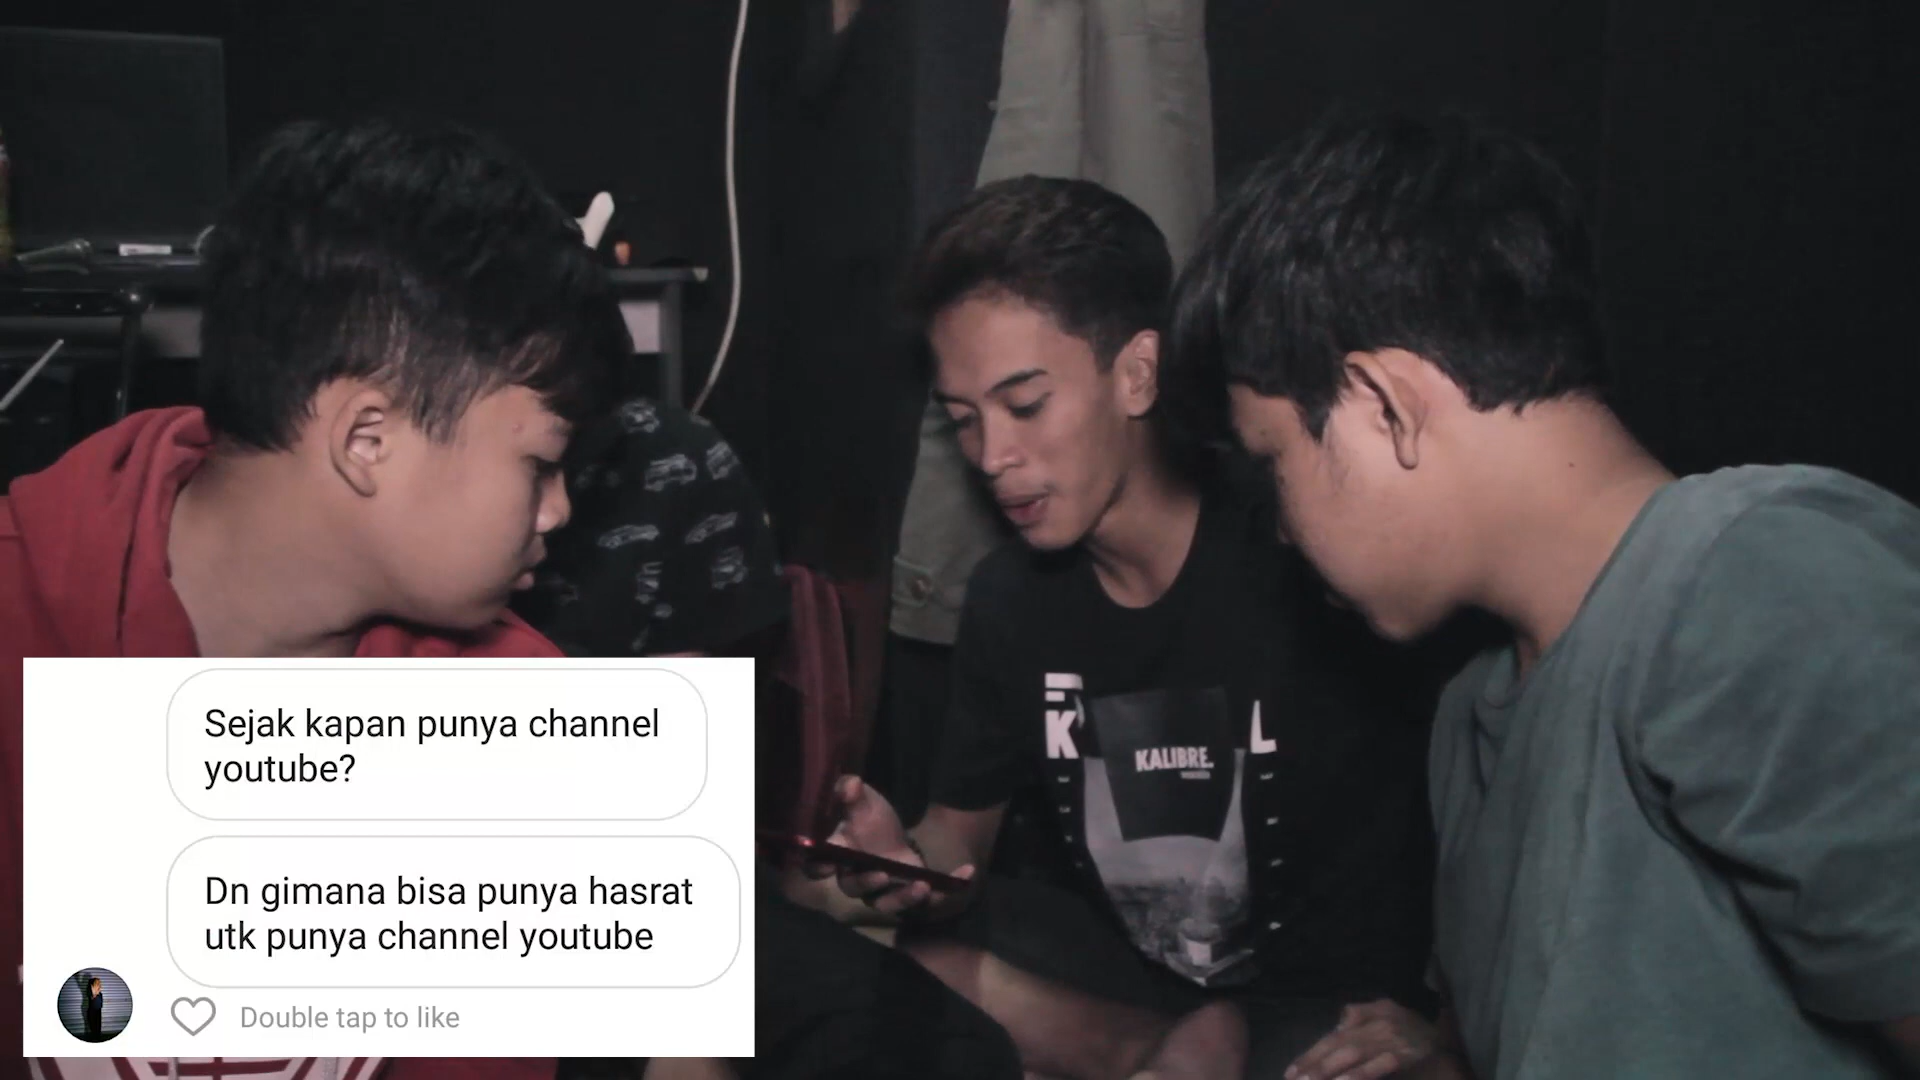 Sejak kapan punya channel
youtube?
Dn gimana bisa punya hasrat
utk punya channel youtube
Double tap to like
K L
KALIBRE.